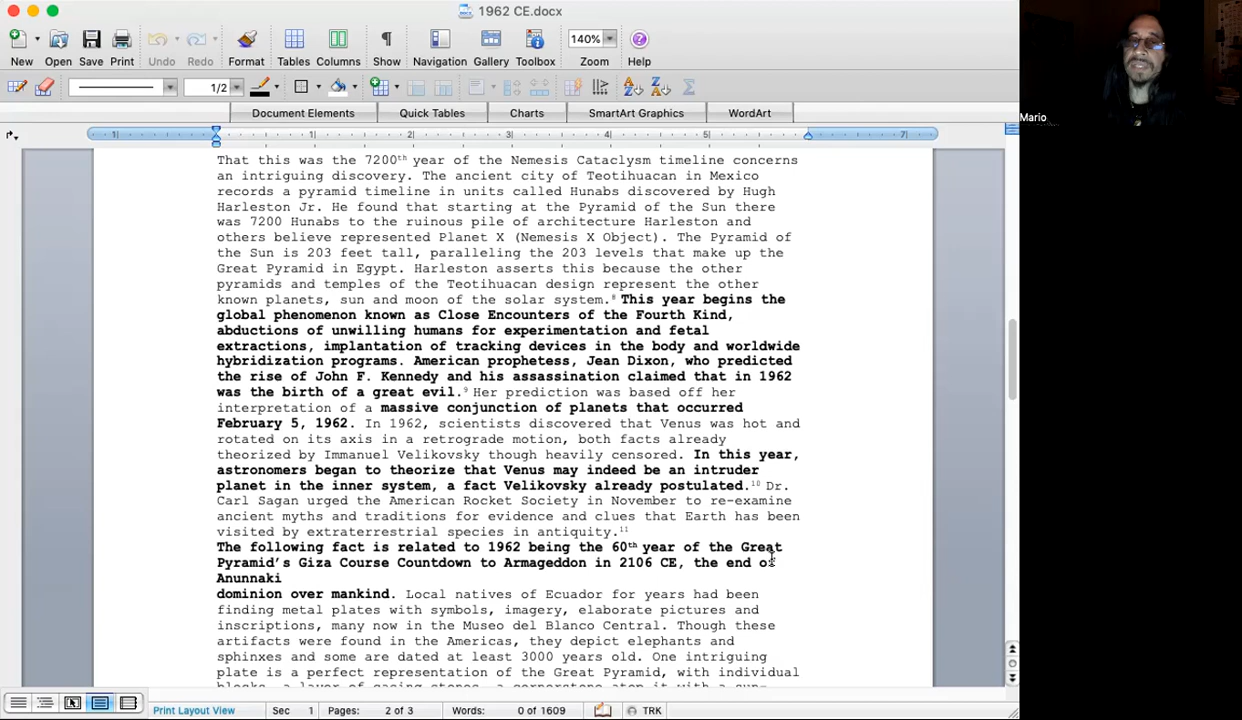 1962 CE.docx
New Open Save Print Undo Redo Format Tables Columns Show Navigation Gallery Toolbox Zoom Help
140%
1/2
Document Elements Quick Tables Charts SmartArt Graphics WordArt
1 1 2 3 4 5 7
Mario
That this was the 7200th year of the Nemesis Cataclysm timeline concerns
an intriguing discovery. The ancient city of Teotihuacan in Mexico
records a pyramid timeline in units called Hunabs discovered by Hugh
Harleston Jr. He found that starting at the Pyramid of the Sun there
was 7200 Hunabs to the ruinous pile of architecture Harleston and
others believe represented Planet X (Nemesis X Object). The Pyramid of
the Sun is 203 feet tall, paralleling the 203 levels that make up the
Great Pyramid in Egypt. Harleston asserts this because the other
pyramids and temples of the Teotihuacan design represent the other
known planets, sun and moon of the solar system.8 This year begins the
global phenomenon known as Close Encounters of the Fourth Kind,
abductions of unwilling humans for experimentation and fetal
extractions, implantation of tracking devices in the body and worldwide
hybridization programs. American prophetess, Jean Dixon, who predicted
the rise of John F. Kennedy and his assassination claimed that in 1962
was the birth of a great evil.9 Her prediction was based off her
interpretation of a massive conjunction of planets that occurred
February 5, 1962. In 1962, scientists discovered that Venus was hot and
rotated on its axis in a retrograde motion, both facts already
theorized by Immanuel Velikovsky though heavily censored. In this year,
astronomers began to theorize that Venus may indeed be an intruder
planet in the inner system, a fact Velikovsky already postulated.10 Dr.
Carl Sagan urged the American Rocket Society in November to re-examine
ancient myths and traditions for evidence and clues that Earth has been
visited by extraterrestrial species in antiquity.11
The following fact is related to 1962 being the 60th year of the Great
Pyramid's Giza Course Countdown to Armageddon in 2106 CE, the end of
Anunnaki
dominion over mankind. Local natives of Ecuador for years had been
finding metal plates with symbols, imagery, elaborate pictures and
inscriptions, many now in the Museo del Blanco Central. Though these
artifacts were found in the Americas, they depict elephants and
sphinxes and some are dated at least 3000 years old. One intriguing
plate is a perfect representation of the Great Pyramid, with individual
Print Layout View Sec 1 Pages: 2 of 3 Words: 0 of 1609 TRK